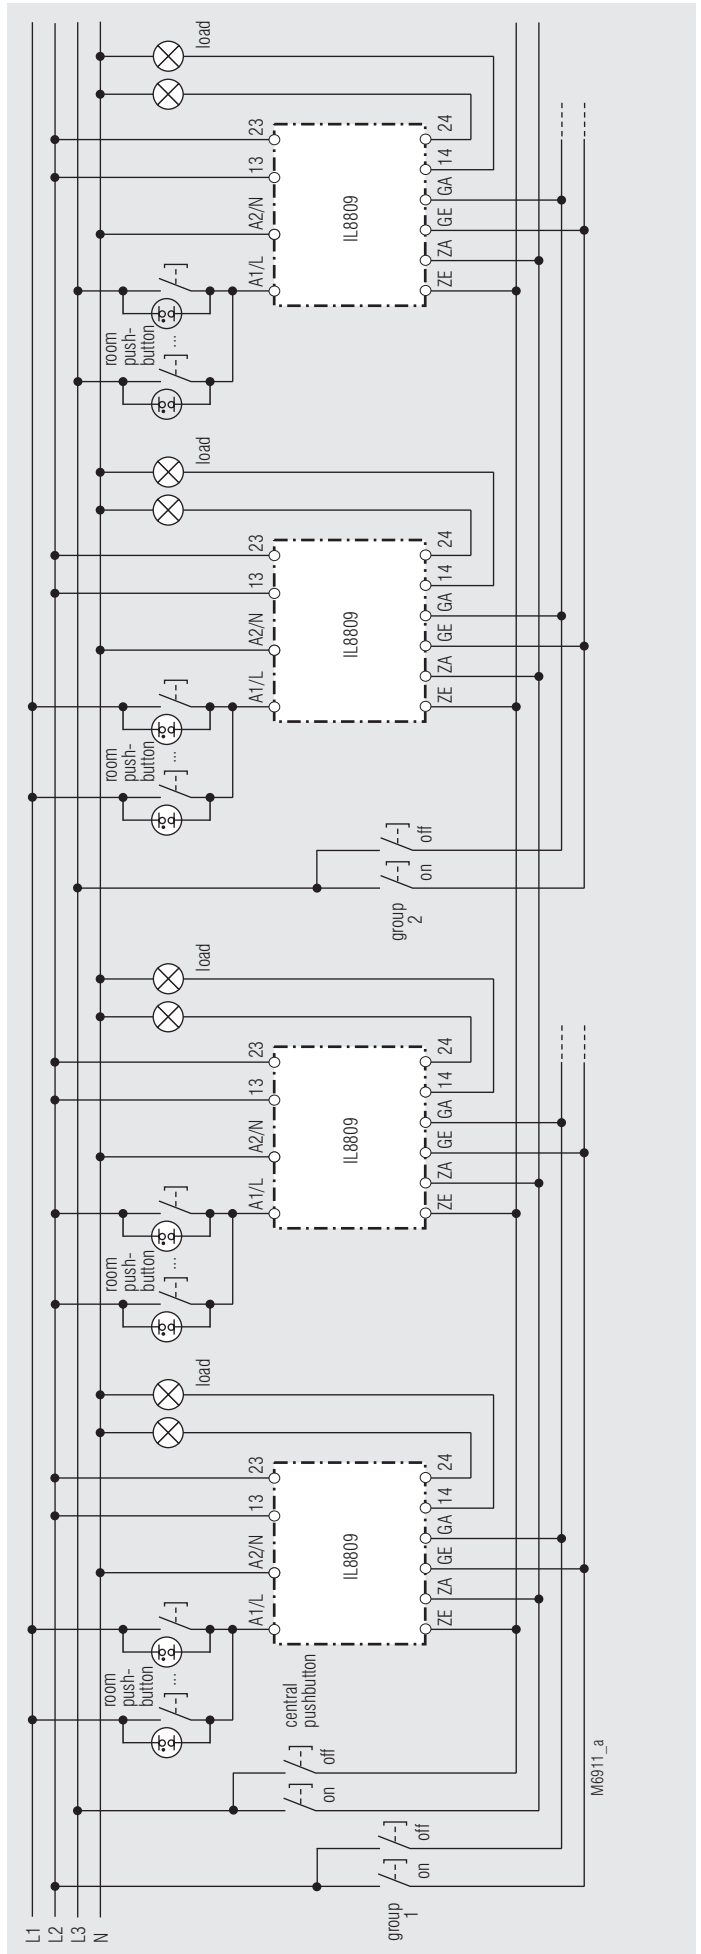 L1
L2
L3
N
group
1
on
off
on
off
central
pushbutton
room
push-
button
...
A1/L
A2/N
13
23
load
IL8809
ZE
ZA
GE
GA
14
24
room
push-
button
...
A1/L
A2/N
13
23
load
IL8809
ZE
ZA
GE
GA
14
24
group
2
on
off
room
push-
button
...
A1/L
A2/N
13
23
load
IL8809
ZE
ZA
GE
GA
14
24
room
push-
button
...
A1/L
A2/N
13
23
load
IL8809
ZE
ZA
GE
GA
14
24
M6911_a